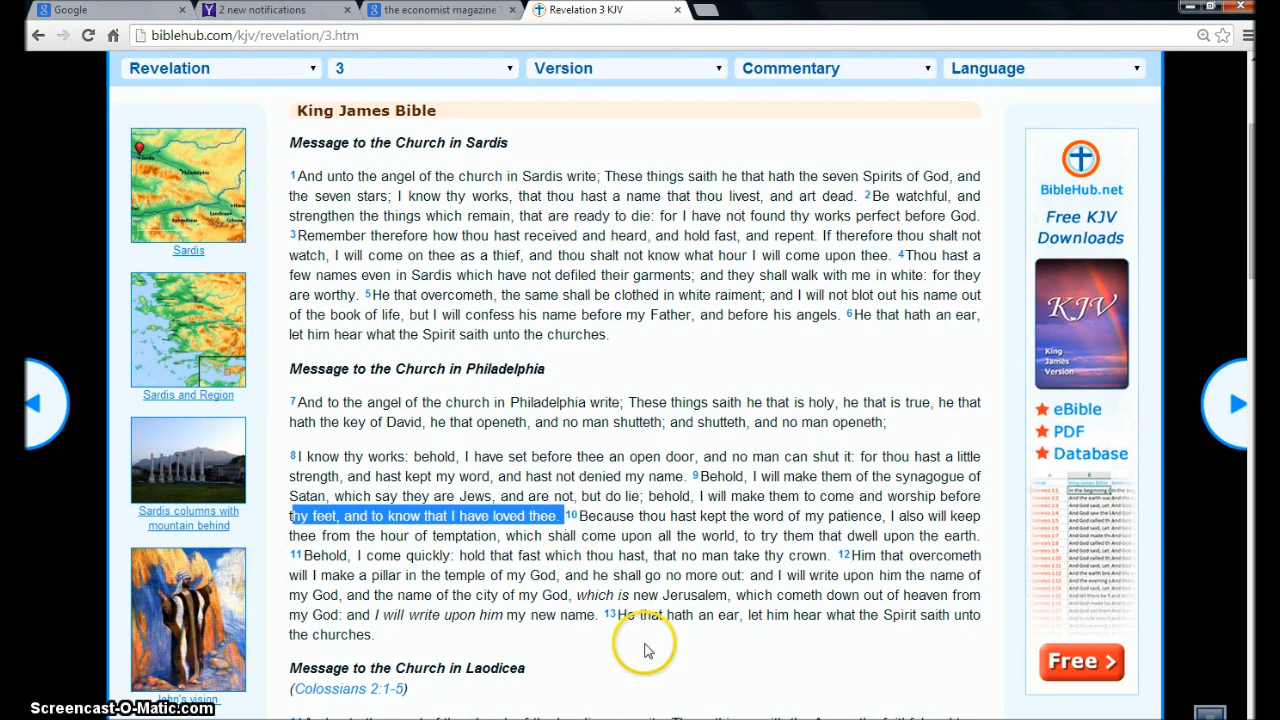 Google
2 new notifications
the economist magazine
Revelation 3 KJV
biblehub.com/kjv/revelation/3.htm
Revelation
3
Version
Commentary
Language
King James Bible
Message to the Church in Sardis
1And unto the angel of the church in Sardis write; These things saith he that hath the seven Spirits of God, and
the seven stars; I know thy works, that thou hast a name that thou livest, and art dead. 2Be watchful, and
strengthen the things which remain, that are ready to die: for I have not found thy works perfect before God.
3Remember therefore how thou hast received and heard, and hold fast, and repent. If therefore thou shalt not
watch, I will come on thee as a thief, and thou shalt not know what hour I will come upon thee. 4Thou hast a
few names even in Sardis which have not defiled their garments; and they shall walk with me in white: for they
are worthy. 5He that overcometh, the same shall be clothed in white raiment; and I will not blot out his name out
of the book of life, but I will confess his name before my Father, and before his angels. 6He that hath an ear,
let him hear what the Spirit saith unto the churches.
Message to the Church in Philadelphia
7And to the angel of the church in Philadelphia write; These things saith he that is holy, he that is true, he that
hath the key of David, he that openeth, and no man shutteth; and shutteth, and no man openeth;
8I know thy works: behold, I have set before thee an open door, and no man can shut it: for thou hast a little
strength, and hast kept my word, and hast not denied my name. 9Behold, I will make them of the synagogue of
Satan, which say they are Jews, and are not, but do lie; behold, I will make them to come and worship before
thy feet, and to know that I have loved thee. 10Because thou hast kept the word of my patience, I also will keep
thee from the hour of temptation, which shall come upon all the world, to try them that dwell upon the earth.
11Behold, I come quickly: hold that fast which thou hast, that no man take thy crown. 12Him that overcometh
will I make a pillar in the temple of my God, and he shall go no more out: and I will write upon him the name of
my God, and the name of the city of my God, which is new Jerusalem, which cometh down out of heaven from
my God: and I will write upon him my new name. 13He that hath an ear, let him hear what the Spirit saith unto
the churches.
Message to the Church in Laodicea
(Colossians 2:1-5)
Sardis
Sardis and Region
Sardis columns with
mountain behind
John's vision
BibleHub.net
Free KJV
Downloads
KJV
King
James
Version
eBible
PDF
Database
Free >
Screencast-O-Matic.com